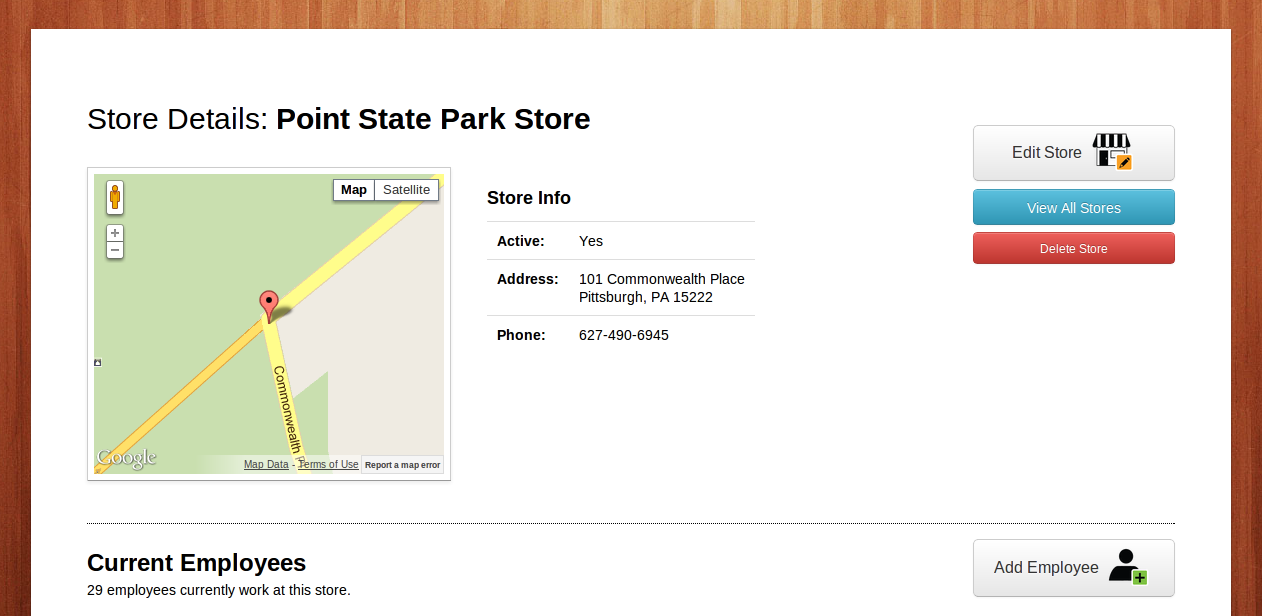 Store Details: Point State Park Store
Edit Store
View All Stores
Delete Store
Map
Satellite
+
−
Commonwealth P
Google
Map Data - Terms of Use
Report a map error
Store Info
Active: Yes
Address: 101 Commonwealth Place
Pittsburgh, PA 15222
Phone: 627-490-6945
Current Employees
29 employees currently work at this store.
Add Employee